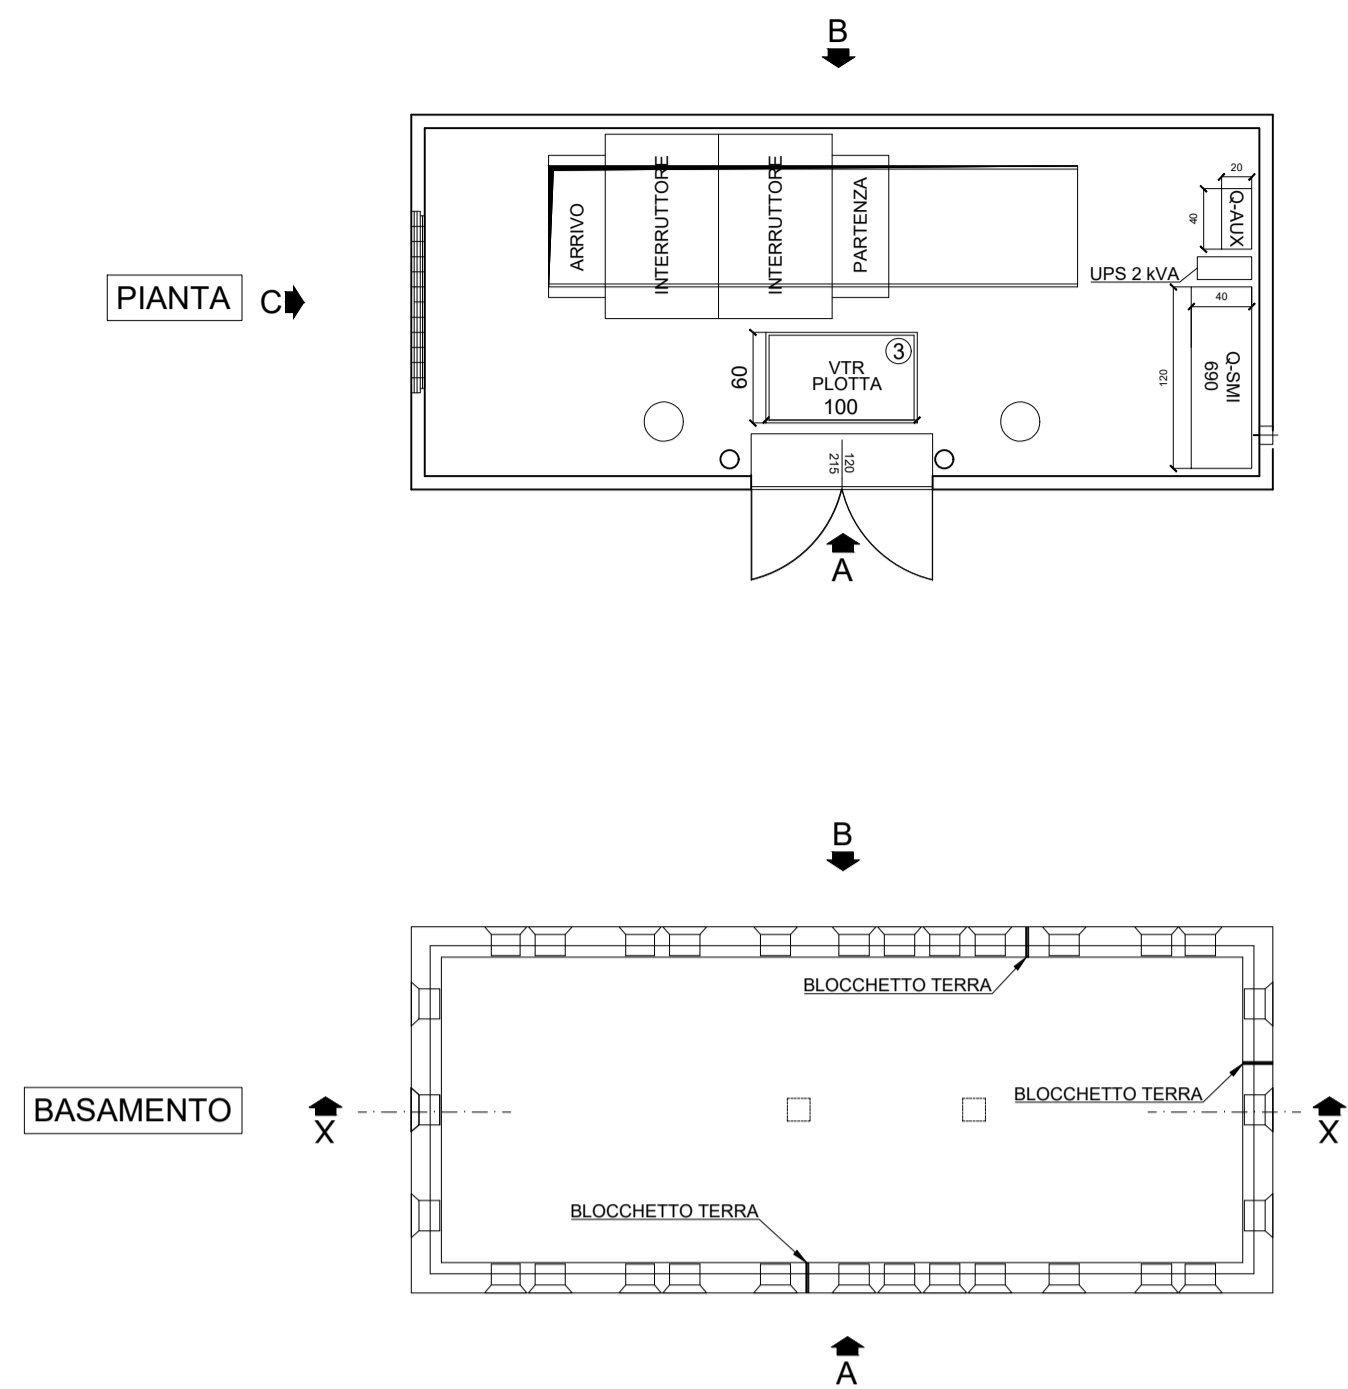 B
PIANTA
C
ARRIVO
INTERRUTTORE
INTERRUTTORE
PARTENZA
20
40
Q-AUX
UPS 2 kVA
40
120
Q-SMI
690
3
VTR
PLOTTA
60
100
120
215
A
B
BLOCCHETTO TERRA
BLOCCHETTO TERRA
BASAMENTO
X
X
BLOCCHETTO TERRA
A